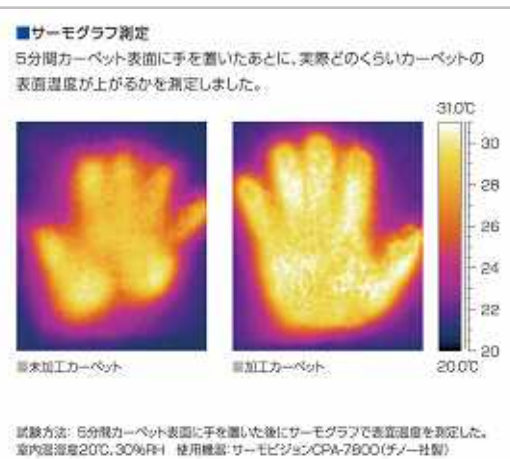 ■サーモグラフ測定
5分間カーペット表面に手を置いたあとに、実際どのくらいカーペットの
表面温度が上がるかを測定しました。
31.0℃
30
28
26
24
22
20
20.0℃
■未加工カーペット
■加工カーペット
試験方法: 5分間カーペット表面に手を置いた後にサーモグラフで表面温度を測定した。
室内温湿度20℃、30%RH 使用機器:サーモビジョンCPA-7800(チノー社製)